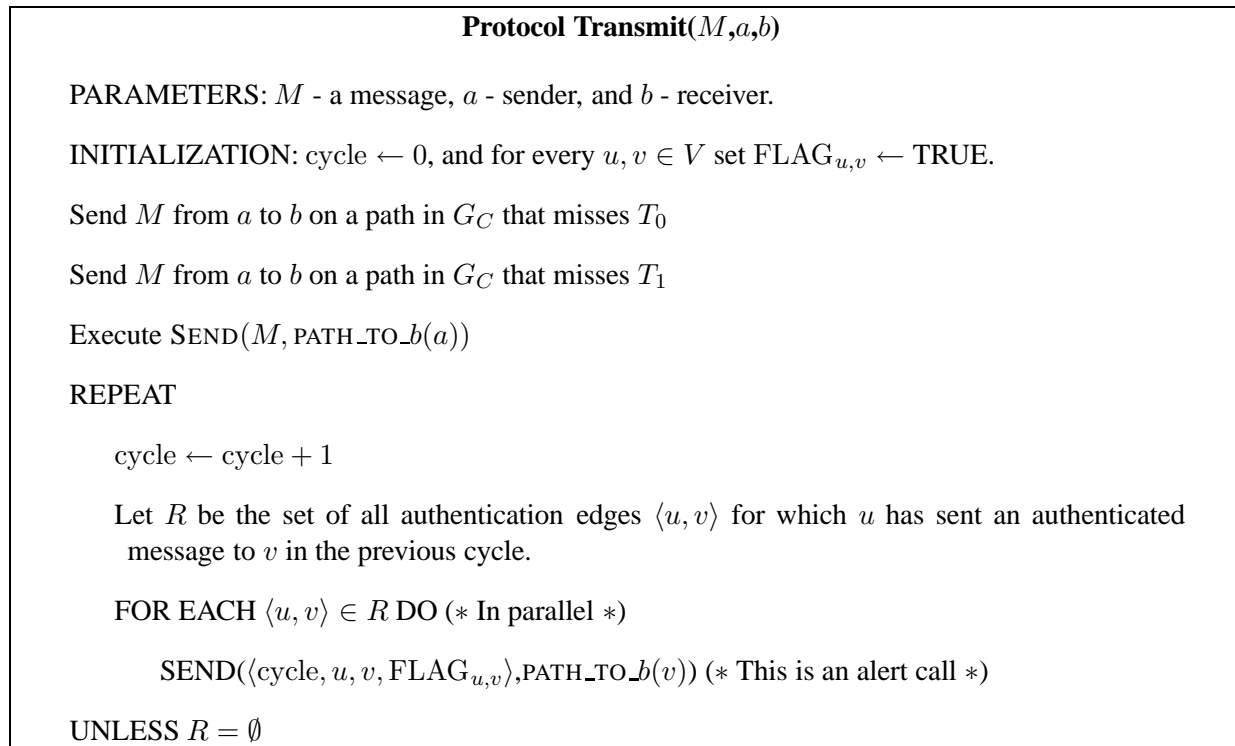 Protocol Transmit(M,a,b)
PARAMETERS: M - a message, a - sender, and b - receiver.
INITIALIZATION: cycle ← 0, and for every u, v ∈ V set FLAG_{u,v} ← TRUE.
Send M from a to b on a path in G_C that misses T_0
Send M from a to b on a path in G_C that misses T_1
Execute SEND(M, PATH_TO_b(a))
REPEAT
cycle ← cycle + 1
Let R be the set of all authentication edges ⟨u, v⟩ for which u has sent an authenticated
message to v in the previous cycle.
FOR EACH ⟨u, v⟩ ∈ R DO (∗ In parallel ∗)
SEND(⟨cycle, u, v, FLAG_{u,v}⟩,PATH_TO_b(v)) (∗ This is an alert call ∗)
UNLESS R = ∅